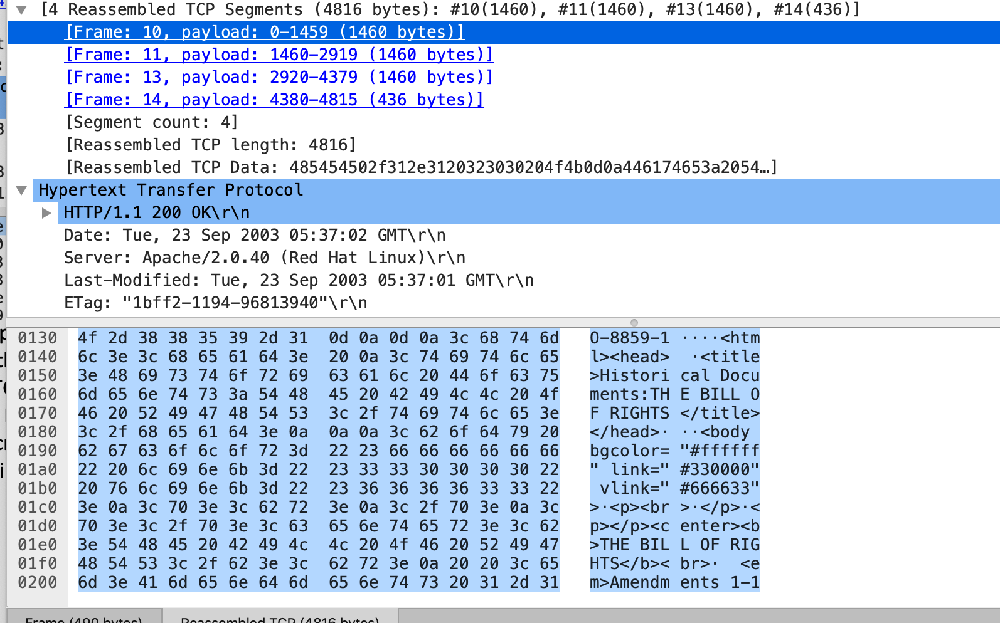 [4 Reassembled TCP Segments (4816 bytes): #10(1460), #11(1460), #13(1460), #14(436)]
[Frame: 10, payload: 0-1459 (1460 bytes)]
[Frame: 11, payload: 1460-2919 (1460 bytes)]
[Frame: 13, payload: 2920-4379 (1460 bytes)]
[Frame: 14, payload: 4380-4815 (436 bytes)]
[Segment count: 4]
[Reassembled TCP length: 4816]
[Reassembled TCP Data: 485454502f312e3120323030204f4b0d0a446174653a2054…]
Hypertext Transfer Protocol
HTTP/1.1 200 OK\r\n
Date: Tue, 23 Sep 2003 05:37:02 GMT\r\n
Server: Apache/2.0.40 (Red Hat Linux)\r\n
Last-Modified: Tue, 23 Sep 2003 05:37:01 GMT\r\n
ETag: "1bff2-1194-96813940"\r\n
0130 4f 2d 38 38 35 39 2d 31 0d 0a 0d 0a 3c 68 74 6d O-8859-1 ····<htm
0140 6c 3e 3c 68 65 61 64 3e 20 0a 3c 74 69 74 6c 65 l><head> ·<title
0150 3e 48 69 73 74 6f 72 69 63 61 6c 20 44 6f 63 75 >Histori cal Docu
0160 6d 65 6e 74 73 3a 54 48 45 20 42 49 4c 4c 20 4f ments:TH E BILL O
0170 46 20 52 49 47 48 54 53 3c 2f 74 69 74 6c 65 3e F RIGHTS </title>
0180 3c 2f 68 65 61 64 3e 0a 0a 0a 3c 62 6f 64 79 20 </head>· ··<body
0190 62 67 63 6f 6c 6f 72 3d 22 23 66 66 66 66 66 66 bgcolor= "#ffffff
01a0 22 20 6c 69 6e 6b 3d 22 23 33 33 30 30 30 30 22 " link=" #330000"
01b0 20 76 6c 69 6e 6b 3d 22 23 36 36 36 36 33 33 22 vlink=" #666633"
01c0 3e 0a 3c 70 3e 3c 62 72 3e 0a 3c 2f 70 3e 0a 3c >·<p><br >·</p>·<
01d0 70 3e 3c 2f 70 3e 3c 63 65 6e 74 65 72 3e 3c 62 p></p><c enter><b
01e0 3e 54 48 45 20 42 49 4c 4c 20 4f 46 20 52 49 47 >THE BIL L OF RIG
01f0 48 54 53 3c 2f 62 3e 3c 62 72 3e 0a 20 20 3c 65 HTS</b>< br>· <e
0200 6d 3e 41 6d 65 6e 64 6d 65 6e 74 73 20 31 2d 31 m>Amendm ents 1-1
Frame (490 bytes) Reassembled TCP (4816 bytes)